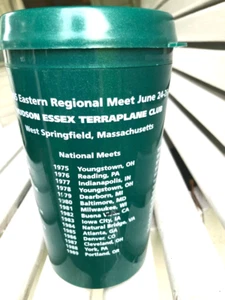 Eastern Regional Meet June 24-
ESSEX TERRAPLANE CLUB
West Springfield, Massachusetts
National Meets
1975 Youngstown, OH
1976 Reading, PA
1977 Indianapolis, IN
1978 Youngstown, OH
1979 Dearborn, MI
1980 Baltimore, MD
1981 Milwaukee, WI
1982 Buena CA
1983 Iowa City, IA
1984 Natural Bridge, VA
1985 Atlanta, GA
1986 Denver, CO
1987 Cleveland, OH
1988 York, PA
1989 Portland, OR